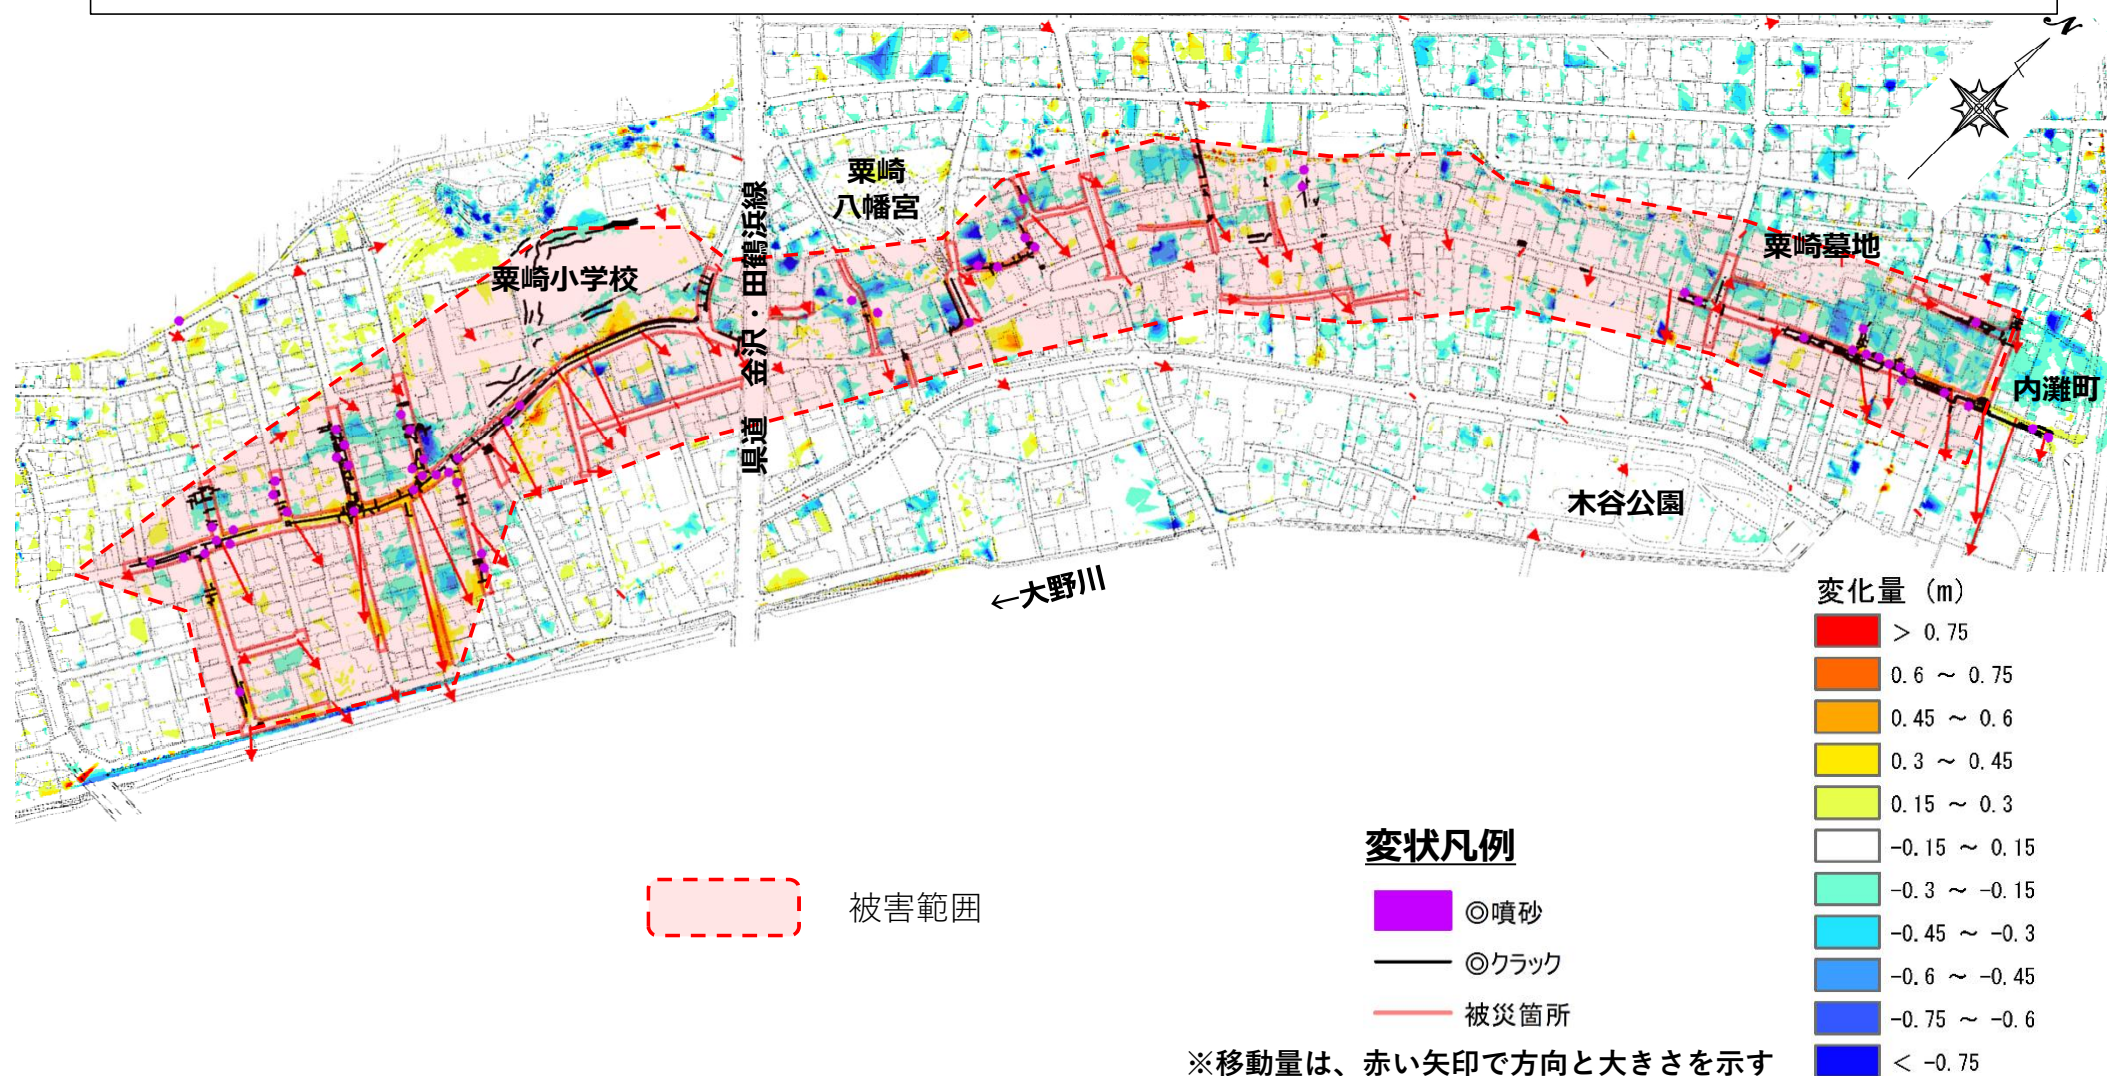 N
粟崎
八幡宮
県道 金沢・田鶴浜線
粟崎小学校
粟崎墓地
内灘町
木谷公園
←大野川
変化量 (m)
> 0.75
0.6 ~ 0.75
0.45 ~ 0.6
0.3 ~ 0.45
0.15 ~ 0.3
-0.15 ~ 0.15
-0.3 ~ -0.15
-0.45 ~ -0.3
-0.6 ~ -0.45
-0.75 ~ -0.6
< -0.75
被害範囲
変状凡例
◎噴砂
◎クラック
被災箇所
※移動量は、赤い矢印で方向と大きさを示す